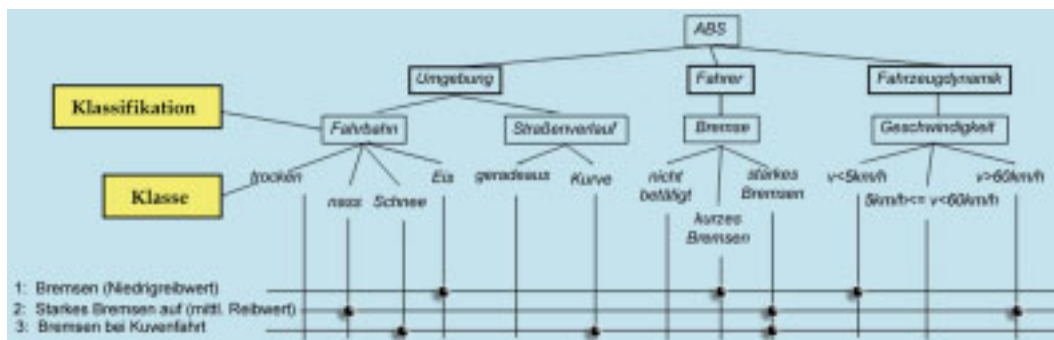 ABS
Umgebung Fahrer Fahrzeugdynamik
Klassifikation
Fahrbahn Straßenverlauf Bremse Geschwindigkeit
Klasse
trocken nass Schnee Eis geradeaus Kurve nicht betätigt kurzes Bremsen starkes Bremsen v<5km/h 5km/h<= v<60km/h v>60km/h
1: Bremsen (Niedrigreibwert)
2: Starkes Bremsen auf (mittl. Reibwert)
3: Bremsen bei Kuvenfahrt